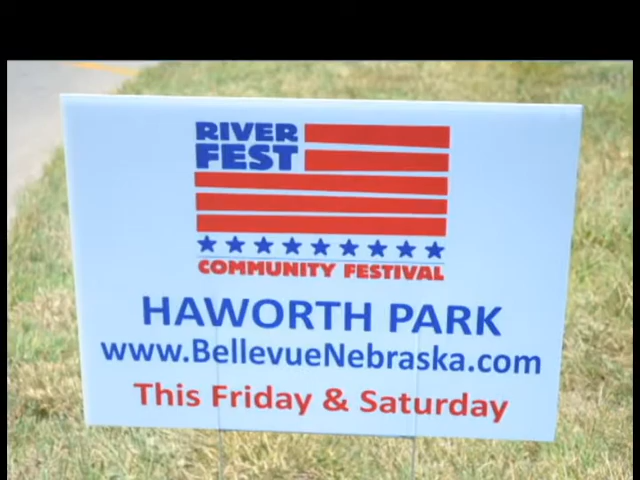 RIVER
FEST
COMMUNITY FESTIVAL
HAWORTH PARK
www.BellevueNebraska.com
This Friday & Saturday